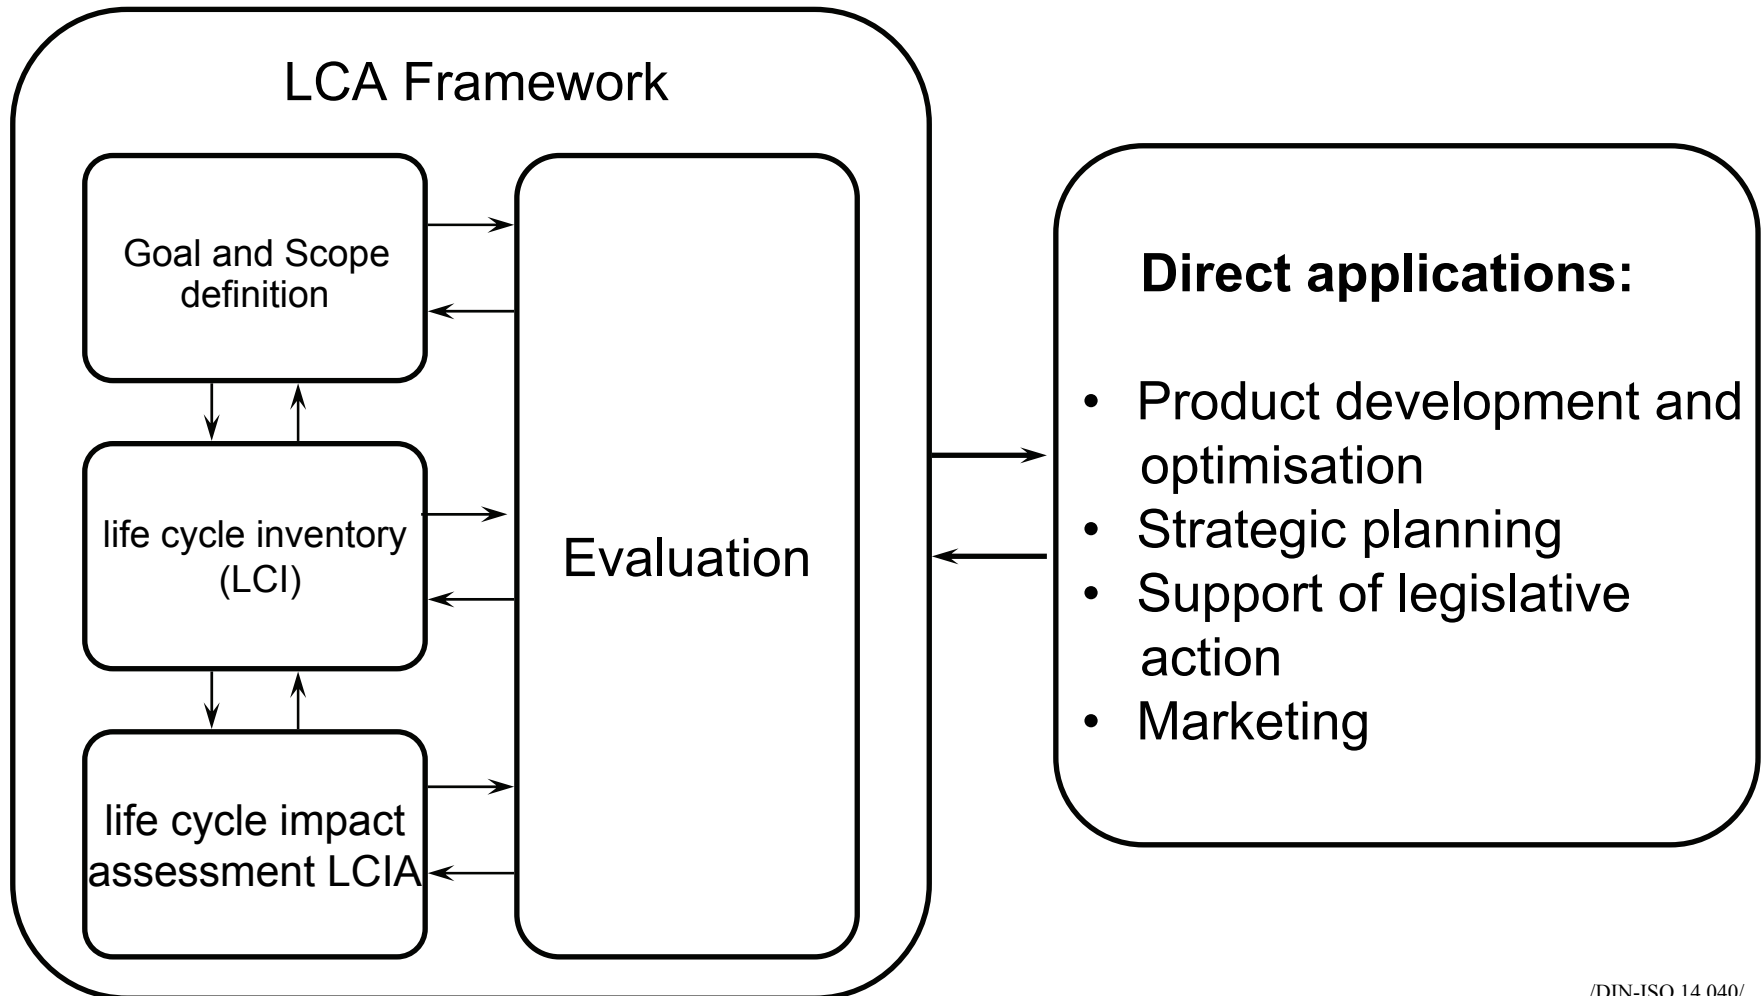 LCA Framework
Goal and Scope
definition
life cycle inventory
(LCI)
life cycle impact
assessment LCIA
Evaluation
Direct applications:
• Product development and
optimisation
• Strategic planning
• Support of legislative
action
• Marketing
/DIN-ISO 14.040/